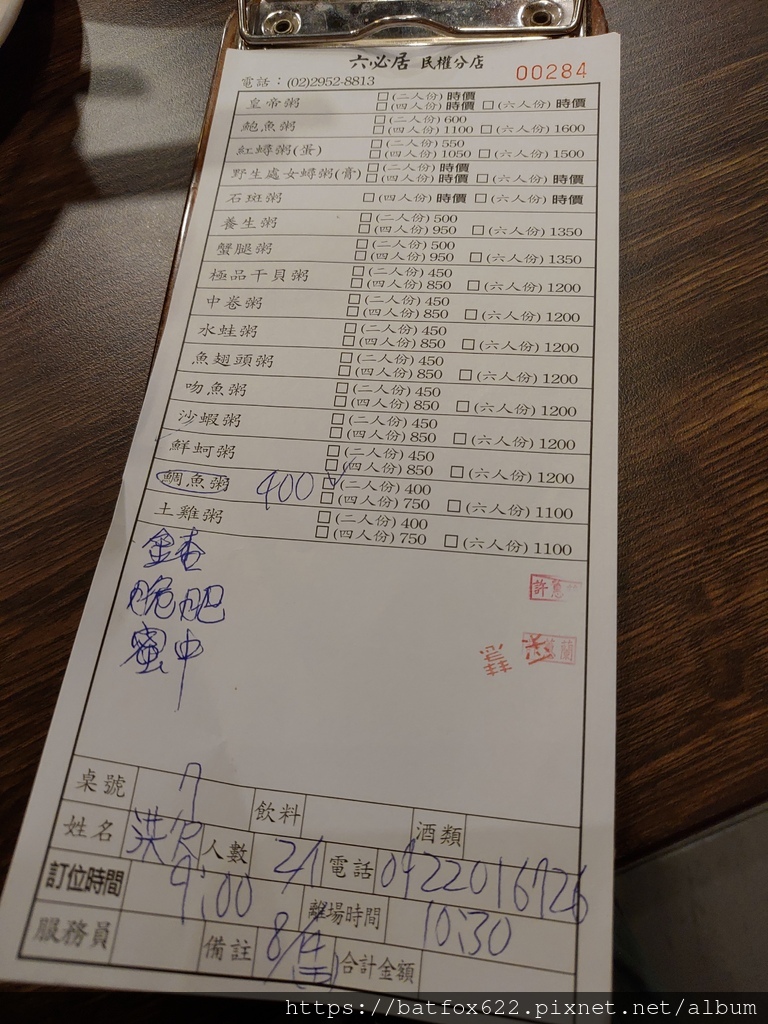 六必居 民權分店
00284
電話：(02)2952-8813
皇帝粥 □(二人份)時價
□(四人份)時價 □(六人份)時價
鮑魚粥 □(二人份)600
□(四人份)1100 □(六人份)1600
紅蟳粥(蛋) □(二人份)550
□(四人份)1050 □(六人份)1500
野生處女蟳粥(膏) □(二人份)時價
□(四人份)時價 □(六人份)時價
石斑粥 □(四人份)時價 □(六人份)時價
養生粥 □(二人份)500
□(四人份)950 □(六人份)1350
蟹腿粥 □(二人份)500
□(四人份)950 □(六人份)1350
極品干貝粥 □(二人份)450
□(四人份)850 □(六人份)1200
中卷粥 □(二人份)450
□(四人份)850 □(六人份)1200
水蛙粥 □(二人份)450
□(四人份)850 □(六人份)1200
魚翅頭粥 □(二人份)450
□(四人份)850 □(六人份)1200
吻魚粥 □(二人份)450
□(四人份)850 □(六人份)1200
沙蝦粥 □(二人份)450
□(四人份)850 □(六人份)1200
鮮蚵粥 □(二人份)450
□(四人份)850 □(六人份)1200
鯛魚粥 400 □(二人份)400
□(四人份)750 □(六人份)1100
土雞粥 □(二人份)400
□(四人份)750 □(六人份)1100
脆肥
蜜中
桌號 7 飲料 酒類
姓名 洪 人數 2/1 電話 0922016726
訂位時間 9:00 離場時間 10:30
服務員 備註 8/4(二) 合計金額
https://batfox622.pixnet.net/album